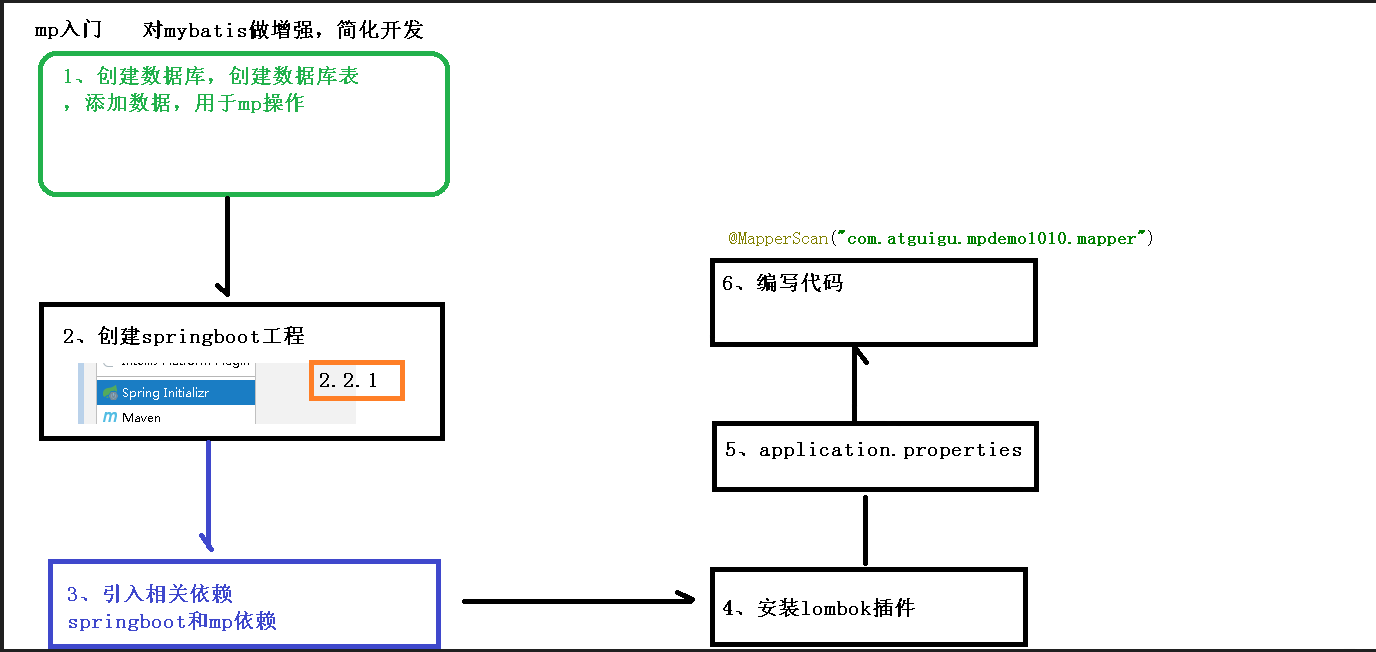 mp入门 对mybatis做增强，简化开发
1、创建数据库，创建数据库表
，添加数据，用于mp操作
2、创建springboot工程
Spring Initializr
Maven
2.2.1
3、引入相关依赖
springboot和mp依赖
4、安装lombok插件
5、application.properties
@MapperScan("com.atguigu.mpdemo1010.mapper")
6、编写代码